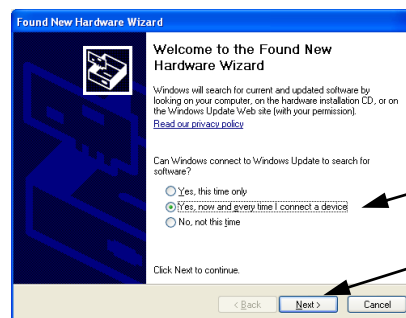 Found New Hardware Wizard
Welcome to the Found New
Hardware Wizard
Windows will search for current and updated software by
looking on your computer, on the hardware installation CD, or on
the Windows Update Web site (with your permission).
Read our privacy policy
Can Windows connect to Windows Update to search for
software?
Yes, this time only
Yes, now and every time I connect a device
No, not this time
Click Next to continue.
< Back
Next >
Cancel